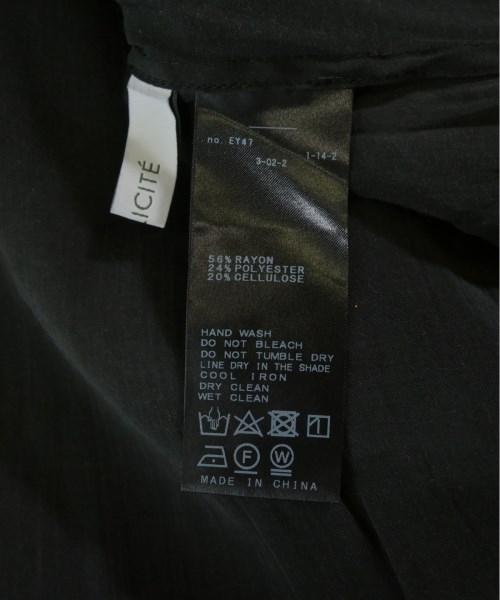 ICITÉ
no. EY47
1-14-2
3-02-2
56% RAYON
24% POLYESTER
20% CELLULOSE
HAND WASH
DO NOT BLEACH
DO NOT TUMBLE DRY
LINE DRY IN THE SHADE
COOL IRON
DRY CLEAN
WET CLEAN
F W
MADE IN CHINA